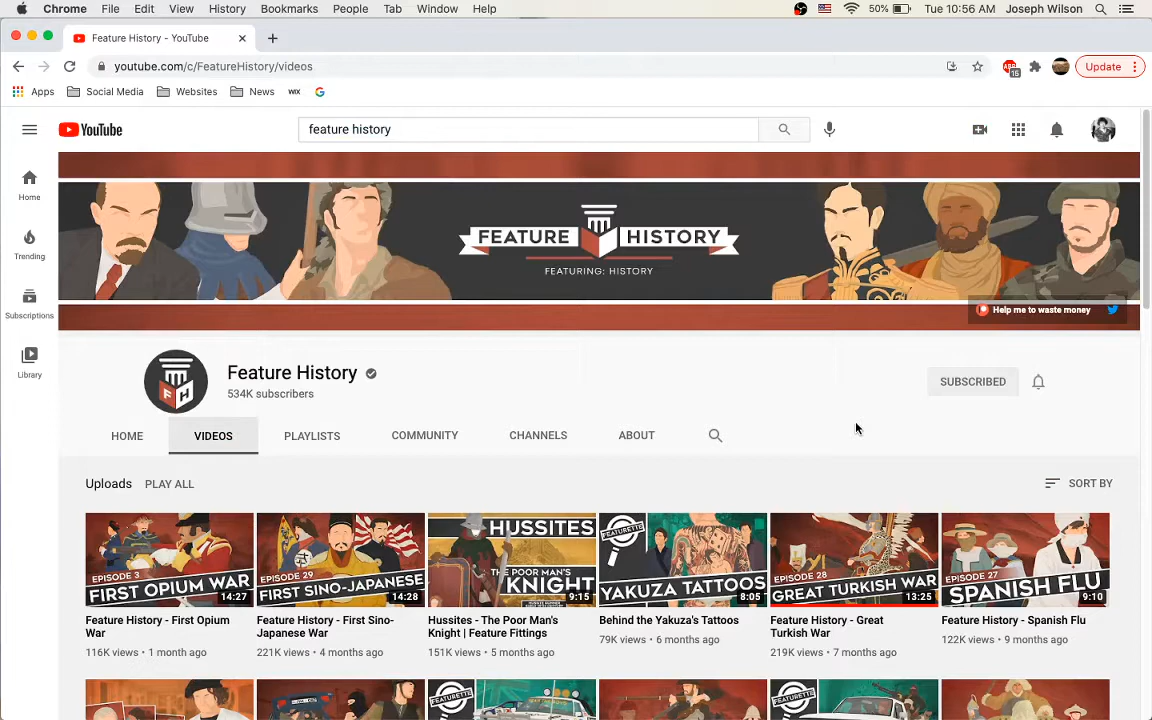 Chrome File Edit View History Bookmarks People Tab Window Help 50% Tue 10:56 AM Joseph Wilson
Feature History - YouTube
youtube.com/c/FeatureHistory/videos
ABP
15
Update
Apps Social Media Websites News WIX G
YouTube
feature history
Home
Trending
Subscriptions
Library
FEATURE HISTORY
FEATURING: HISTORY
Help me to waste money
F H
Feature History
534K subscribers
SUBSCRIBED
HOME VIDEOS PLAYLISTS COMMUNITY CHANNELS ABOUT
Uploads PLAY ALL SORT BY
EPISODE 3
FIRST OPIUM WAR
14:27
EPISODE 29
FIRST SINO-JAPANESE
14:28
HUSSITES
THE POOR MAN'S
KNIGHT
9:15
FEATURETTE
YAKUZA TATTOOS
8:05
EPISODE 28
GREAT TURKISH WAR
13:25
EPISODE 27
SPANISH FLU
9:10
Feature History - First Opium
War
116K views • 1 month ago
Feature History - First Sino-
Japanese War
221K views • 4 months ago
Hussites - The Poor Man's
Knight | Feature Fittings
151K views • 5 months ago
Behind the Yakuza's Tattoos
79K views • 6 months ago
Feature History - Great
Turkish War
219K views • 7 months ago
Feature History - Spanish Flu
122K views • 9 months ago
FEATURETTE
FEATURETTE